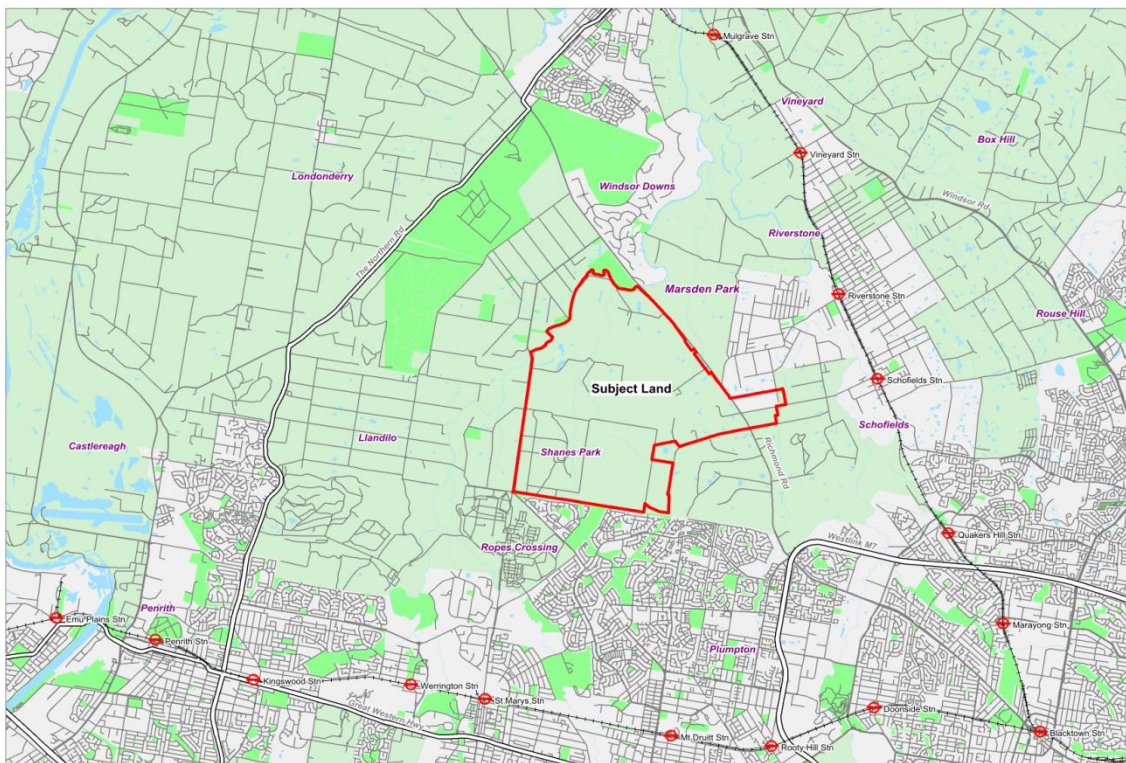 Mulgrave Stn
Vineyard
Box Hill
Vineyard Stn
Londonderry
Windsor Downs
Windsor Rd
Riverstone
The Northern Rd
Marsden Park
Riverstone Stn
Rouse Hill
Subject Land
Schofields Stn
Schofields
Llandilo
Castlereagh
Shanes Park
Richmond Rd
Quakers Hill Stn
Westlink M7
Ropes Crossing
Penrith
Emu Plains Stn
Marayong Stn
Penrith Stn
Plumpton
Kingswood Stn
Werrington Stn
St Marys Stn
Great Western Hwy
Doonside Stn
Mt Druitt Stn
Rooty Hill Stn
Blacktown Stn